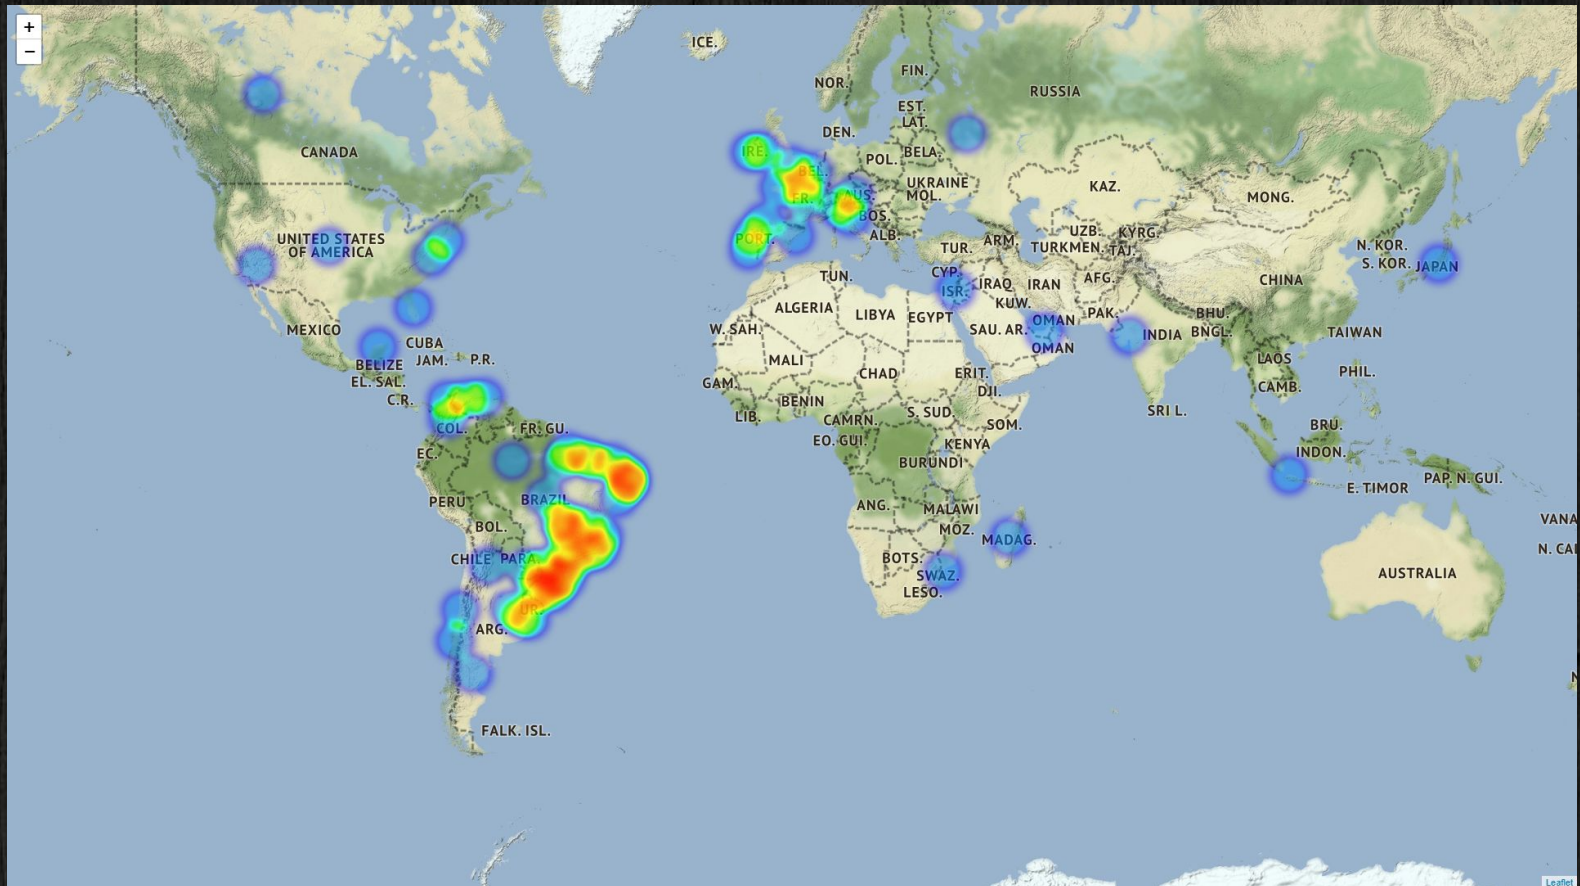 +
−
ICE.
NOR.
FIN.
RUSSIA
EST.
LAT.
DEN.
CANADA
IRE.
BEL.
POL.
BELA.
UKRAINE
MOL.
KAZ.
MONG.
FR.
AUS.
BOS.
ALB.
PORT.
UNITED STATES
OF AMERICA
TUR.
ARM.
UZB.
KYRG.
TURKMEN.
TAJ.
N. KOR.
S. KOR.
JAPAN
TUN.
CYP.
ISR.
IRAQ
IRAN
AFG.
CHINA
ALGERIA
LIBYA
EGYPT
KUW.
PAK.
BHU.
BNGL.
MEXICO
W. SAH.
SAU. AR.
OMAN
OMAN
INDIA
TAIWAN
CUBA
JAM.
P.R.
BELIZE
EL. SAL.
C.R.
MALI
CHAD
ERIT.
DJI.
LAOS
CAMB.
PHIL.
GAM.
BENIN
LIB.
CAMRN.
S. SUD.
SOM.
SRI L.
COL.
FR. GU.
EO. GUI.
KENYA
BRU.
EC.
BURUNDI
INDON.
PERU
BRAZIL
E. TIMOR
PAP. N. GUI.
BOL.
ANG.
MALAWI
MOZ.
MADAG.
VANA
N. CAL
CHILE
PARA.
BOTS.
SWAZ.
LESO.
AUSTRALIA
UR.
ARG.
N
FALK. ISL.
Leaflet